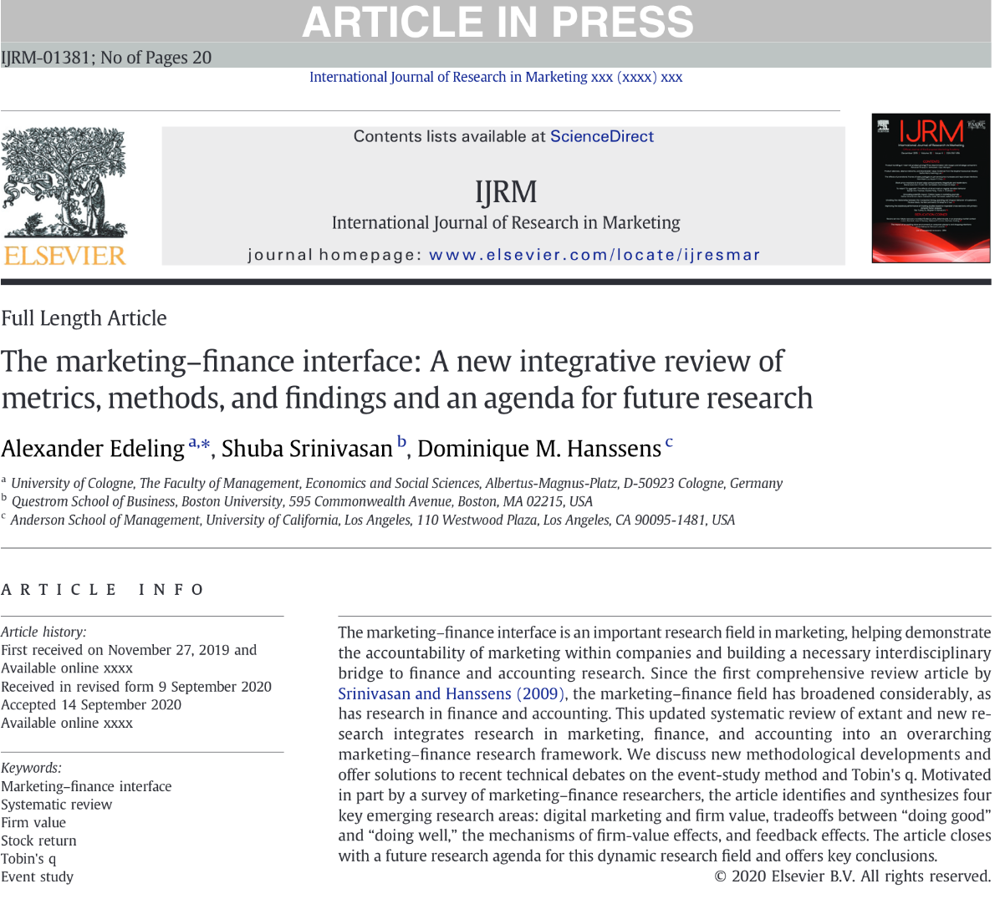 ARTICLE IN PRESS
IJRM-01381; No of Pages 20
International Journal of Research in Marketing xxx (xxxx) xxx
Contents lists available at ScienceDirect
IJRM
International Journal of Research in Marketing
journal homepage: www.elsevier.com/locate/ijresmar
ELSEVIER
IJRM
International Journal of Research in Marketing
Full Length Article
The marketing–finance interface: A new integrative review of
metrics, methods, and findings and an agenda for future research
Alexander Edeling a,*, Shuba Srinivasan b, Dominique M. Hanssens c
a University of Cologne, The Faculty of Management, Economics and Social Sciences, Albertus-Magnus-Platz, D-50923 Cologne, Germany
b Questrom School of Business, Boston University, 595 Commonwealth Avenue, Boston, MA 02215, USA
c Anderson School of Management, University of California, Los Angeles, 110 Westwood Plaza, Los Angeles, CA 90095-1481, USA
ARTICLE INFO
Article history:
First received on November 27, 2019 and
Available online xxxx
Received in revised form 9 September 2020
Accepted 14 September 2020
Available online xxxx
Keywords:
Marketing–finance interface
Systematic review
Firm value
Stock return
Tobin's q
Event study
The marketing–finance interface is an important research field in marketing, helping demonstrate
the accountability of marketing within companies and building a necessary interdisciplinary
bridge to finance and accounting research. Since the first comprehensive review article by
Srinivasan and Hanssens (2009), the marketing–finance field has broadened considerably, as
has research in finance and accounting. This updated systematic review of extant and new re-
search integrates research in marketing, finance, and accounting into an overarching
marketing–finance research framework. We discuss new methodological developments and
offer solutions to recent technical debates on the event-study method and Tobin's q. Motivated
in part by a survey of marketing–finance researchers, the article identifies and synthesizes four
key emerging research areas: digital marketing and firm value, tradeoffs between “doing good”
and “doing well,” the mechanisms of firm-value effects, and feedback effects. The article closes
with a future research agenda for this dynamic research field and offers key conclusions.
© 2020 Elsevier B.V. All rights reserved.